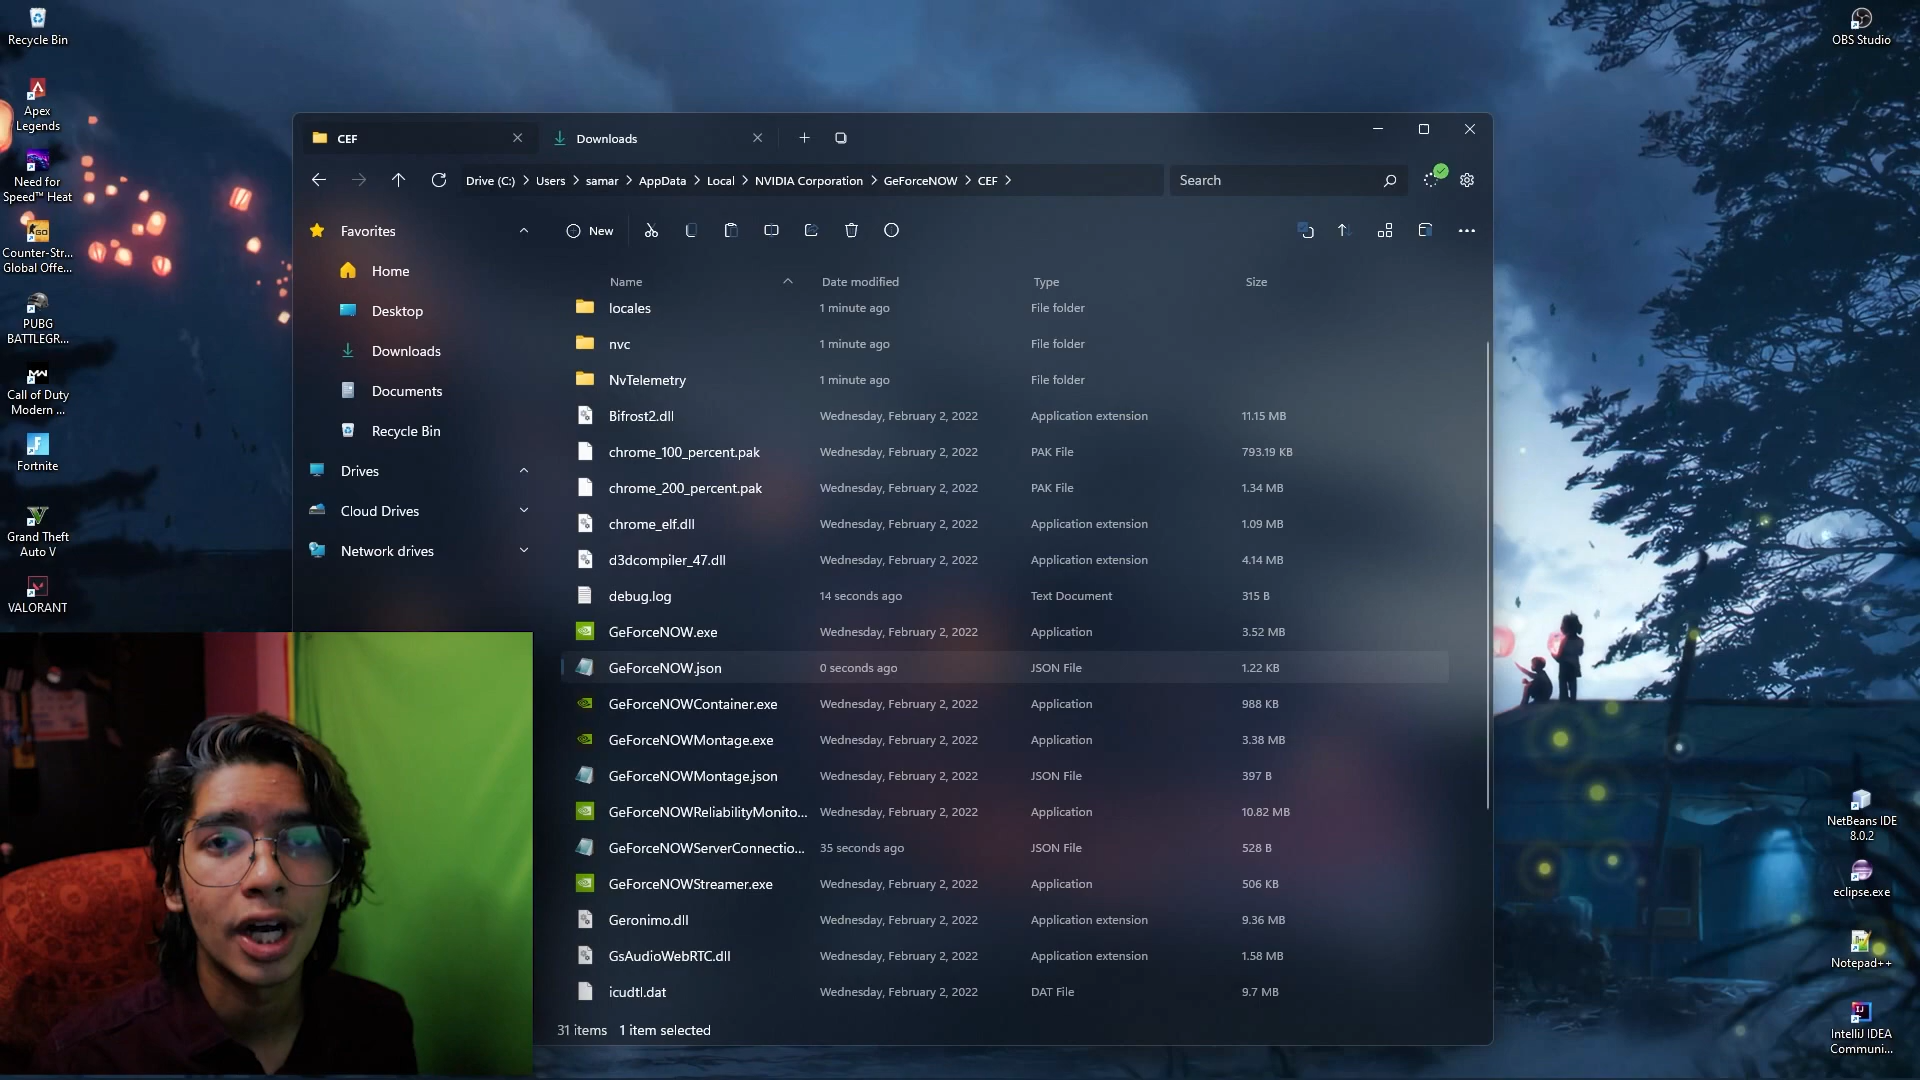 Recycle Bin
Apex
Legends
Need for
Speed™ Heat
Counter-Str...
Global Offe...
PUBG
BATTLEGR...
Call of Duty
Modern ...
Fortnite
Grand Theft
Auto V
VALORANT
CEF
Downloads
Drive (C:) > Users > samar > AppData > Local > NVIDIA Corporation > GeForceNOW > CEF >
Search
Favorites
Home
Desktop
Downloads
Documents
Recycle Bin
Drives
Cloud Drives
Network drives
New
Name Date modified Type Size
locales 1 minute ago File folder
nvc 1 minute ago File folder
NvTelemetry 1 minute ago File folder
Bifrost2.dll Wednesday, February 2, 2022 Application extension 11.15 MB
chrome_100_percent.pak Wednesday, February 2, 2022 PAK File 793.19 KB
chrome_200_percent.pak Wednesday, February 2, 2022 PAK File 1.34 MB
chrome_elf.dll Wednesday, February 2, 2022 Application extension 1.09 MB
d3dcompiler_47.dll Wednesday, February 2, 2022 Application extension 4.14 MB
debug.log 14 seconds ago Text Document 315 B
GeForceNOW.exe Wednesday, February 2, 2022 Application 3.52 MB
GeForceNOW.json 0 seconds ago JSON File 1.22 KB
GeForceNOWContainer.exe Wednesday, February 2, 2022 Application 988 KB
GeForceNOWMontage.exe Wednesday, February 2, 2022 Application 3.38 MB
GeForceNOWMontage.json Wednesday, February 2, 2022 JSON File 397 B
GeForceNOWReliabilityMonito... Wednesday, February 2, 2022 Application 10.82 MB
GeForceNOWServerConnectio... 35 seconds ago JSON File 528 B
GeForceNOWStreamer.exe Wednesday, February 2, 2022 Application 506 KB
Geronimo.dll Wednesday, February 2, 2022 Application extension 9.36 MB
GsAudioWebRTC.dll Wednesday, February 2, 2022 Application extension 1.58 MB
icudtl.dat Wednesday, February 2, 2022 DAT File 9.7 MB
31 items 1 item selected
OBS Studio
NetBeans IDE
8.0.2
eclipse.exe
Notepad++
IntelliJ IDEA
Communi...